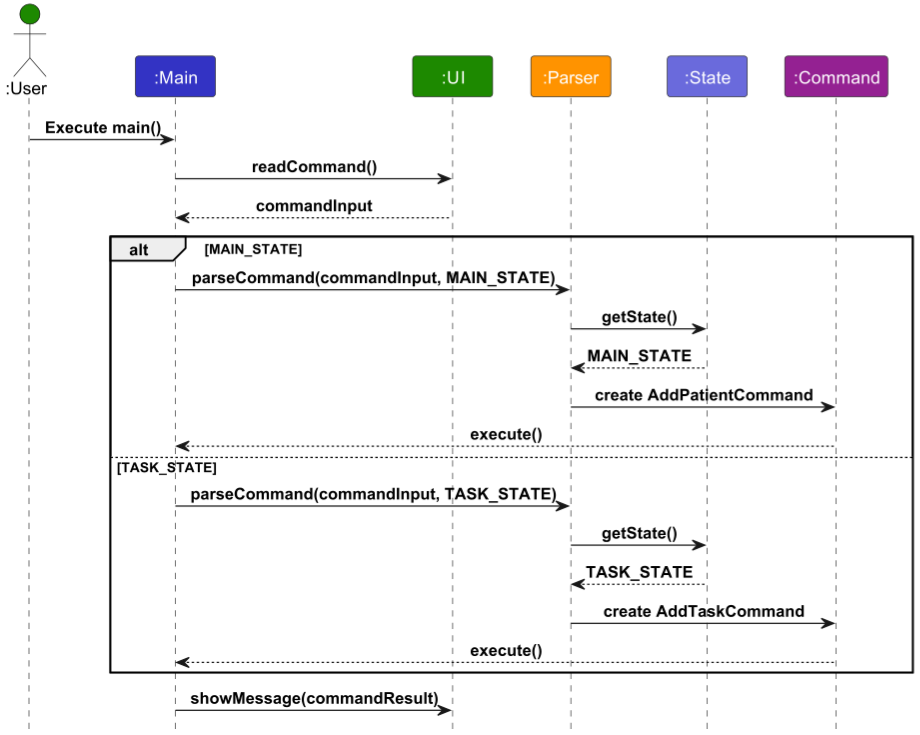 :User
:Main
:UI
:Parser
:State
:Command
Execute main()
readCommand()
commandInput
alt
[MAIN_STATE]
parseCommand(commandInput, MAIN_STATE)
getState()
MAIN_STATE
create AddPatientCommand
execute()
[TASK_STATE]
parseCommand(commandInput, TASK_STATE)
getState()
TASK_STATE
create AddTaskCommand
execute()
showMessage(commandResult)